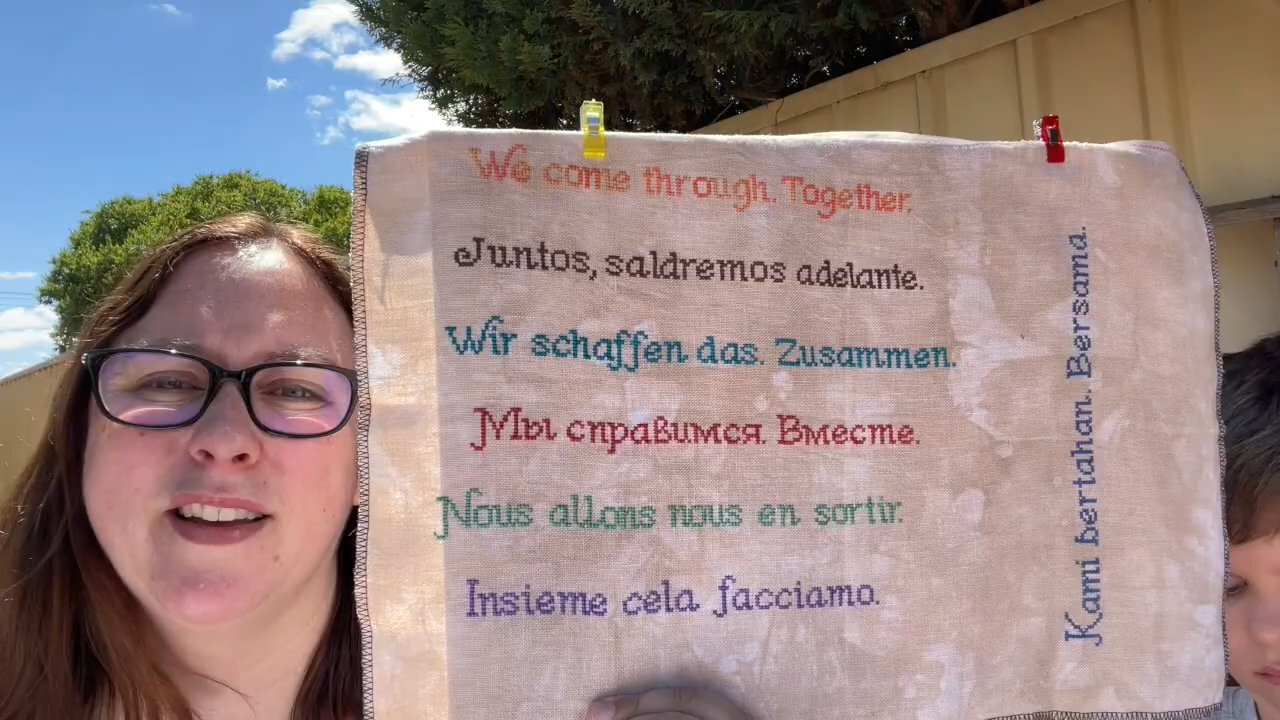 We come through. Together.
Juntos, saldremos adelante.
Wir schaffen das. Zusammen.
Мы справимся. Вместе.
Nous allons nous en sortir.
Insieme cela facciamo.
Kami bertahan. Bersama.